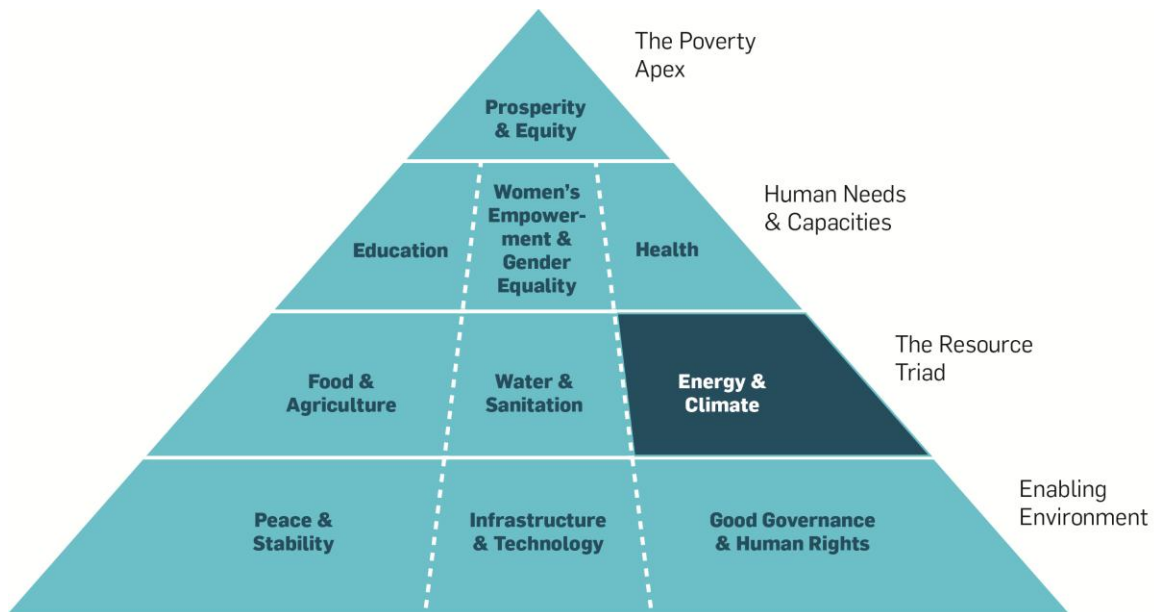 The Poverty
Apex
Prosperity
& Equity
Human Needs
& Capacities
Education
Women's
Empower-
ment &
Gender
Equality
Health
The Resource
Triad
Food &
Agriculture
Water &
Sanitation
Energy &
Climate
Enabling
Environment
Peace &
Stability
Infrastructure
& Technology
Good Governance
& Human Rights